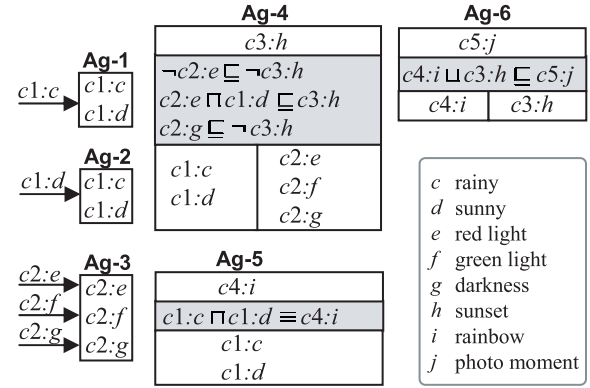 Ag-4
c3:h
¬c2:e ⊑ ¬c3:h
c2:e ⊓ c1:d ⊑ c3:h
c2:g ⊑ ¬c3:h
c1:c
c1:d
c2:e
c2:f
c2:g
Ag-6
c5:j
c4:i ⊔ c3:h ⊑ c5:j
c4:i c3:h
Ag-1
c1:c
c1:c
c1:d
Ag-2
c1:d
c1:c
c1:d
Ag-3
c2:e
c2:f
c2:g
c2:e
c2:f
c2:g
Ag-5
c4:i
c1:c ⊓ c1:d ≡ c4:i
c1:c
c1:d
c rainy
d sunny
e red light
f green light
g darkness
h sunset
i rainbow
j photo moment